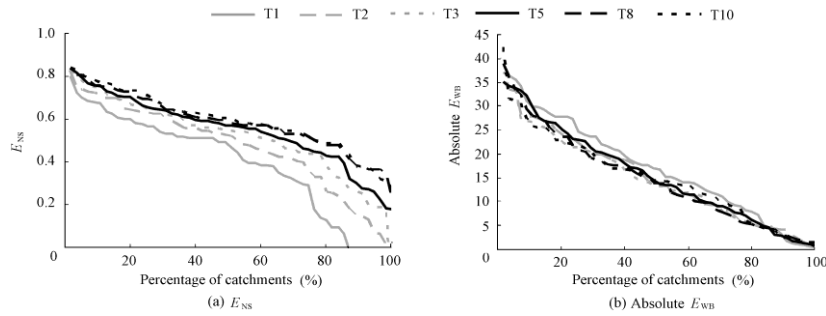 T1 T2 T3 T5 T8 T10
1.0
0.8
0.6
0.4
0.2
0
20 40 60 80 100
E_NS
Percentage of catchments (%)
(a) E_NS
45
40
35
30
25
20
15
10
5
0
20 40 60 80 100
Absolute E_WB
Percentage of catchments (%)
(b) Absolute E_WB